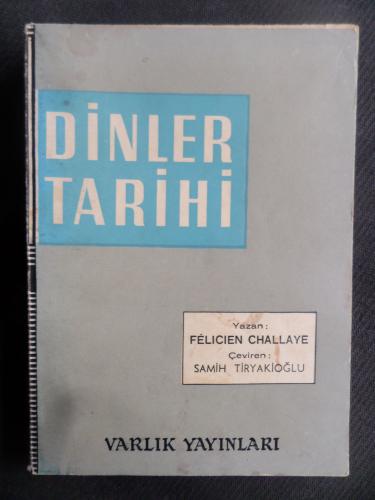 DİNLER
TARİHİ
Yazan :
FÉLICIEN CHALLAYE
Çeviren :
SAMİH TİRYAKİOĞLU
VARLIK YAYINLARI